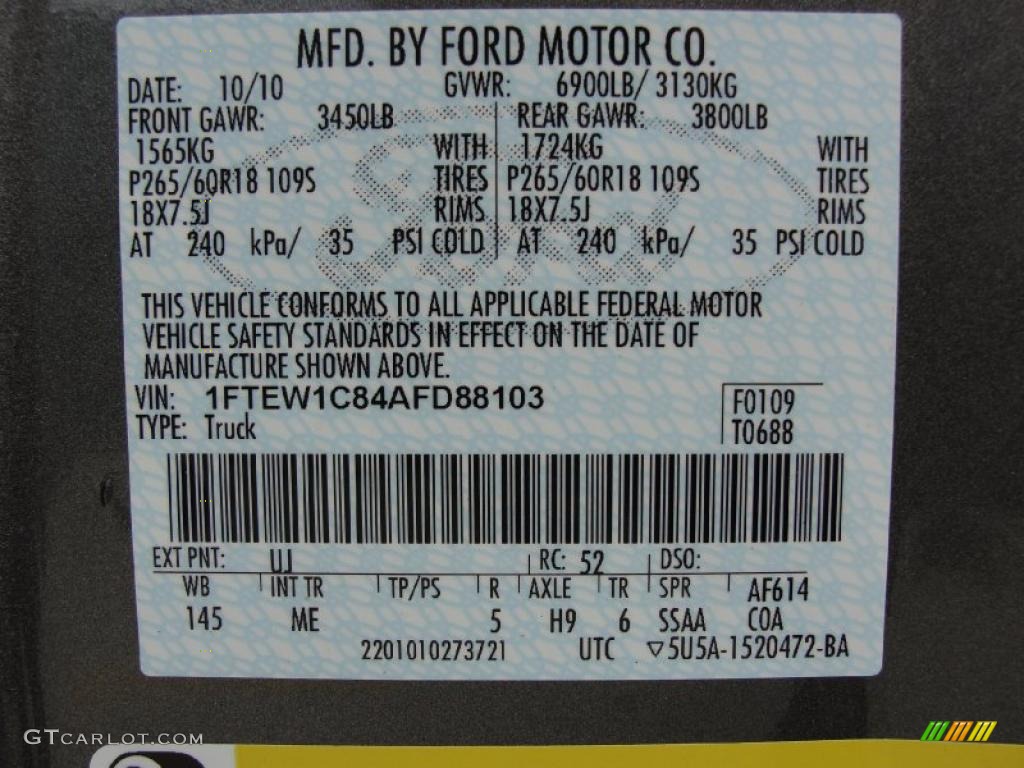 MFD. BY FORD MOTOR CO.
DATE: 10/10 GVWR: 6900LB/ 3130KG
FRONT GAWR: 3450LB REAR GAWR: 3800LB
1565KG WITH 1724KG WITH
P265/60R18 109S TIRES P265/60R18 109S TIRES
18X7.5J RIMS 18X7.5J RIMS
AT 240 kPa/ 35 PSI COLD AT 240 kPa/ 35 PSI COLD
Ford
THIS VEHICLE CONFORMS TO ALL APPLICABLE FEDERAL MOTOR
VEHICLE SAFETY STANDARDS IN EFFECT ON THE DATE OF
MANUFACTURE SHOWN ABOVE.
VIN: 1FTEW1C84AFD88103 F0109
TYPE: Truck T0688
EXT PNT: UJ RC: 52 DSO:
WB INT TR TP/PS R AXLE TR SPR AF614
145 ME 5 H9 6 SSAA COA
2201010273721 UTC ▽5U5A-1520472-BA
GTCARLOT.COM